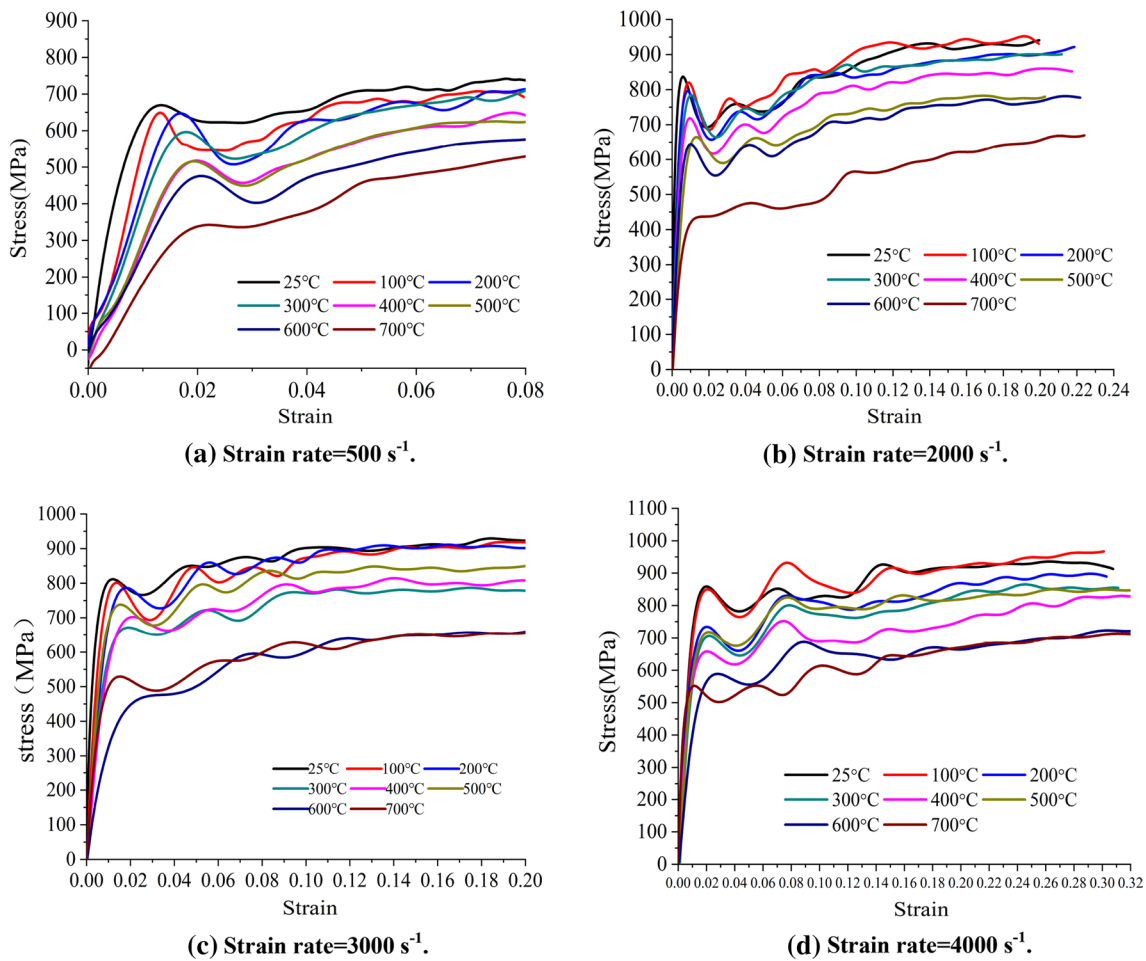 900
800
700
600
500
400
300
200
100
0
Stress(MPa)
25℃ 100℃ 200℃
300℃ 400℃ 500℃
600℃ 700℃
0.00 0.02 0.04 0.06 0.08
Strain
(a) Strain rate=500 s⁻¹.
1000
900
800
700
600
500
400
300
200
100
0
Stress(MPa)
25℃ 100℃ 200℃
300℃ 400℃ 500℃
600℃ 700℃
0.00 0.02 0.04 0.06 0.08 0.10 0.12 0.14 0.16 0.18 0.20 0.22 0.24
Strain
(b) Strain rate=2000 s⁻¹.
1000
900
800
700
600
500
400
300
200
100
0
stress（MPa）
25℃ 100℃ 200℃
300℃ 400℃ 500℃
600℃ 700℃
0.00 0.02 0.04 0.06 0.08 0.10 0.12 0.14 0.16 0.18 0.20
Strain
(c) Strain rate=3000 s⁻¹.
1100
1000
900
800
700
600
500
400
300
200
100
0
Stress(MPa)
25℃ 100℃ 200℃
300℃ 400℃ 500℃
600℃ 700℃
0.00 0.02 0.04 0.06 0.08 0.10 0.12 0.14 0.16 0.18 0.20 0.22 0.24 0.26 0.28 0.30 0.32
Strain
(d) Strain rate=4000 s⁻¹.